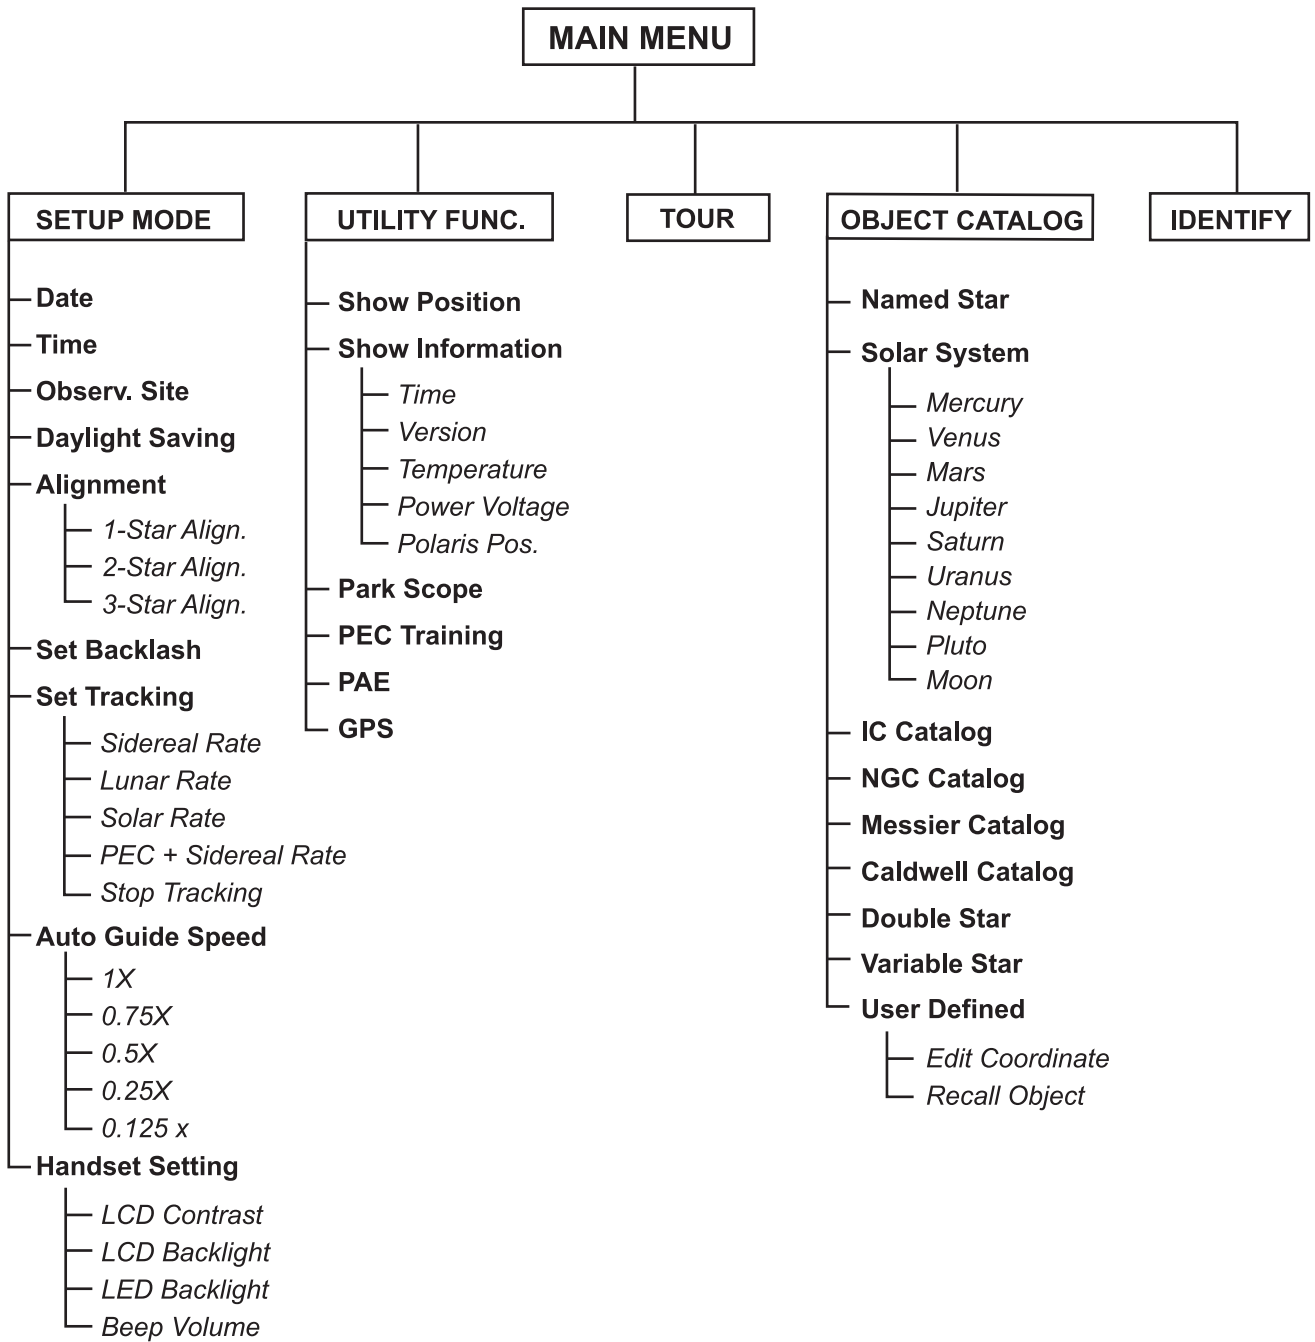 MAIN MENU
SETUP MODE
Date
Time
Observ. Site
Daylight Saving
Alignment
1-Star Align.
2-Star Align.
3-Star Align.
Set Backlash
Set Tracking
Sidereal Rate
Lunar Rate
Solar Rate
PEC + Sidereal Rate
Stop Tracking
Auto Guide Speed
1X
0.75X
0.5X
0.25X
0.125 x
Handset Setting
LCD Contrast
LCD Backlight
LED Backlight
Beep Volume
UTILITY FUNC.
Show Position
Show Information
Time
Version
Temperature
Power Voltage
Polaris Pos.
Park Scope
PEC Training
PAE
GPS
TOUR
OBJECT CATALOG
Named Star
Solar System
Mercury
Venus
Mars
Jupiter
Saturn
Uranus
Neptune
Pluto
Moon
IC Catalog
NGC Catalog
Messier Catalog
Caldwell Catalog
Double Star
Variable Star
User Defined
Edit Coordinate
Recall Object
IDENTIFY